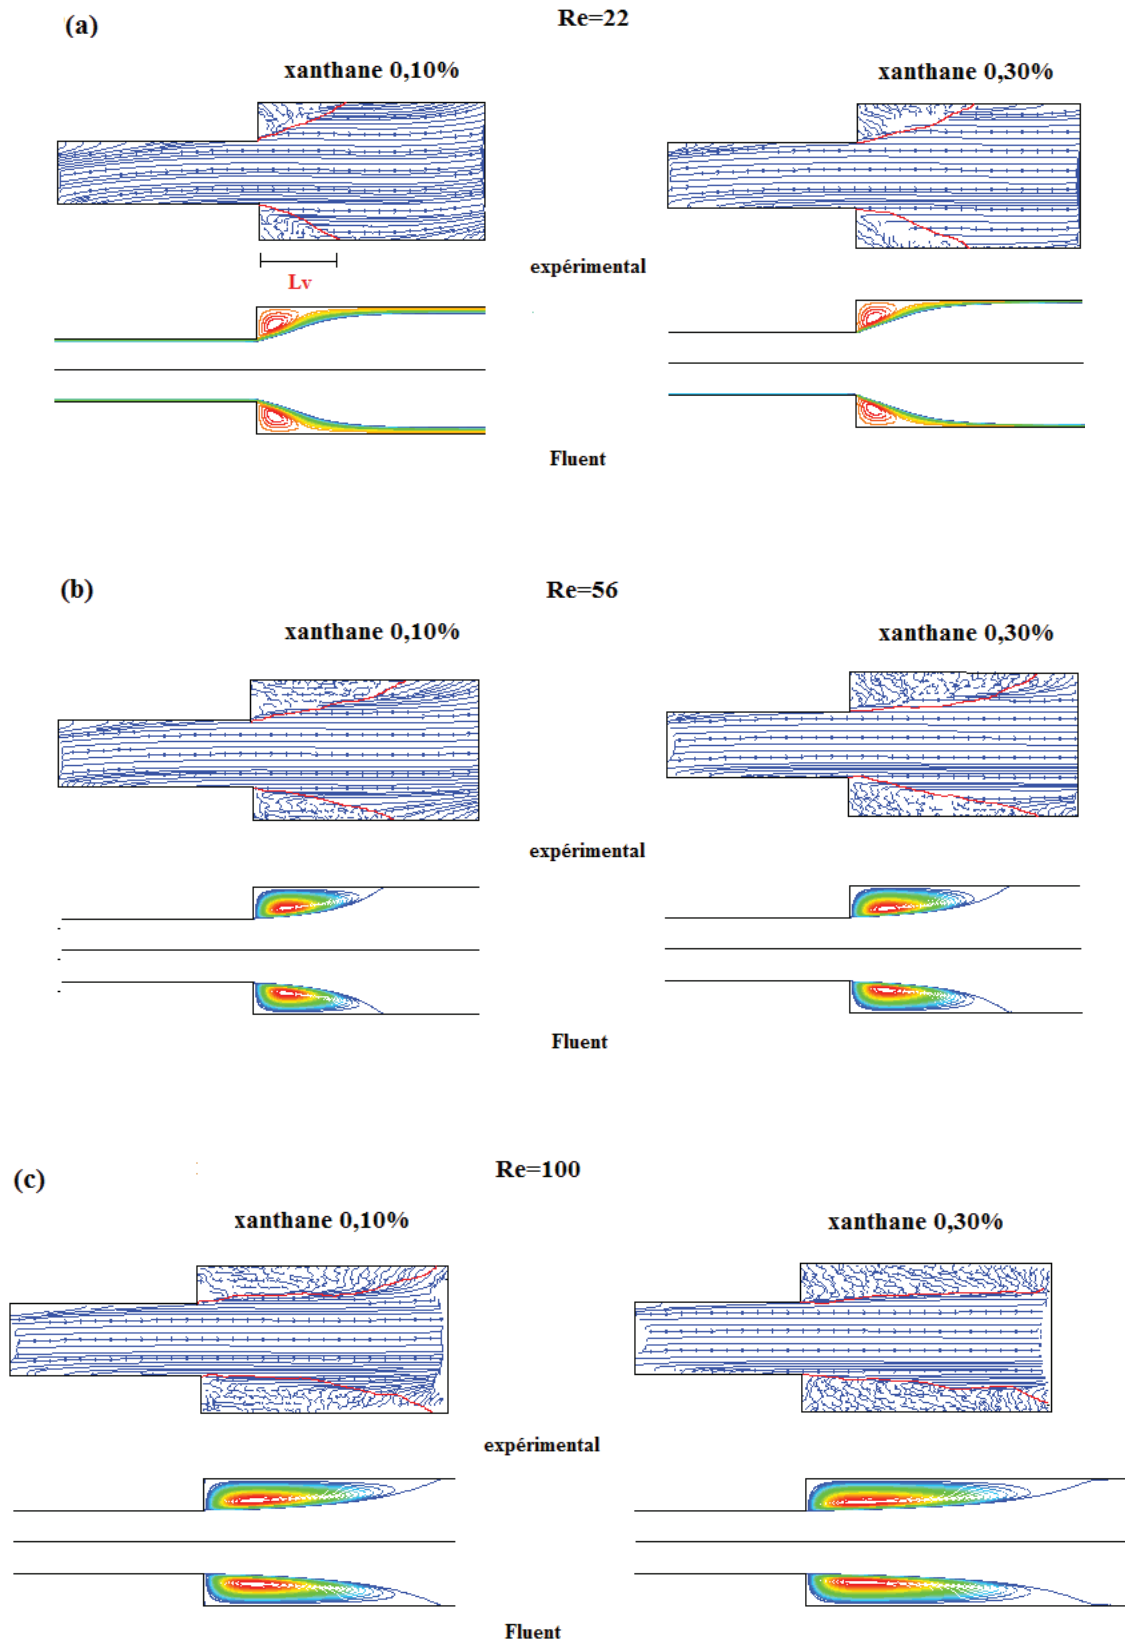 (a)
Re=22
xanthane 0,10%
xanthane 0,30%
expérimental
Lv
Fluent
(b)
Re=56
xanthane 0,10%
xanthane 0,30%
expérimental
Fluent
(c)
Re=100
xanthane 0,10%
xanthane 0,30%
expérimental
Fluent